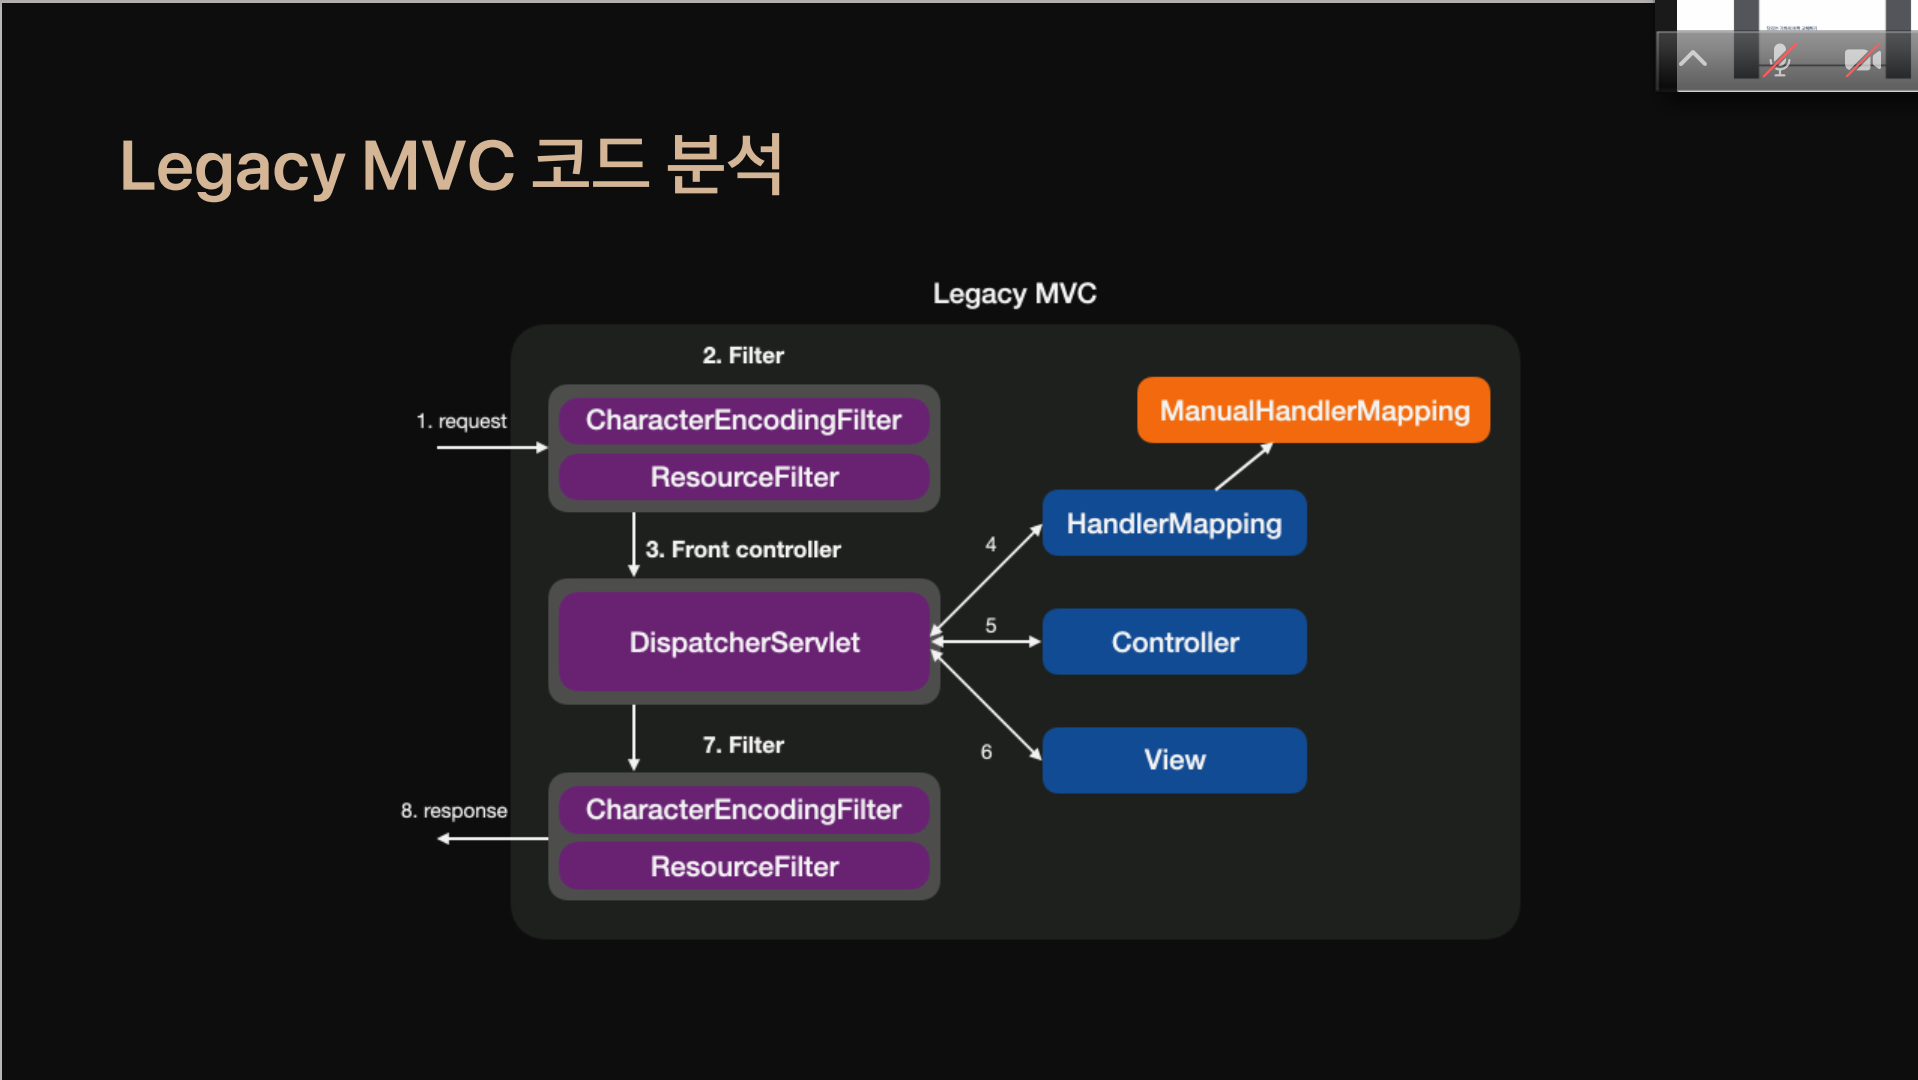 Legacy MVC 코드 분석
Legacy MVC
2. Filter
1. request
CharacterEncodingFilter
ResourceFilter
ManualHandlerMapping
3. Front controller
HandlerMapping
4
DispatcherServlet
5
Controller
6
View
7. Filter
8. response
CharacterEncodingFilter
ResourceFilter